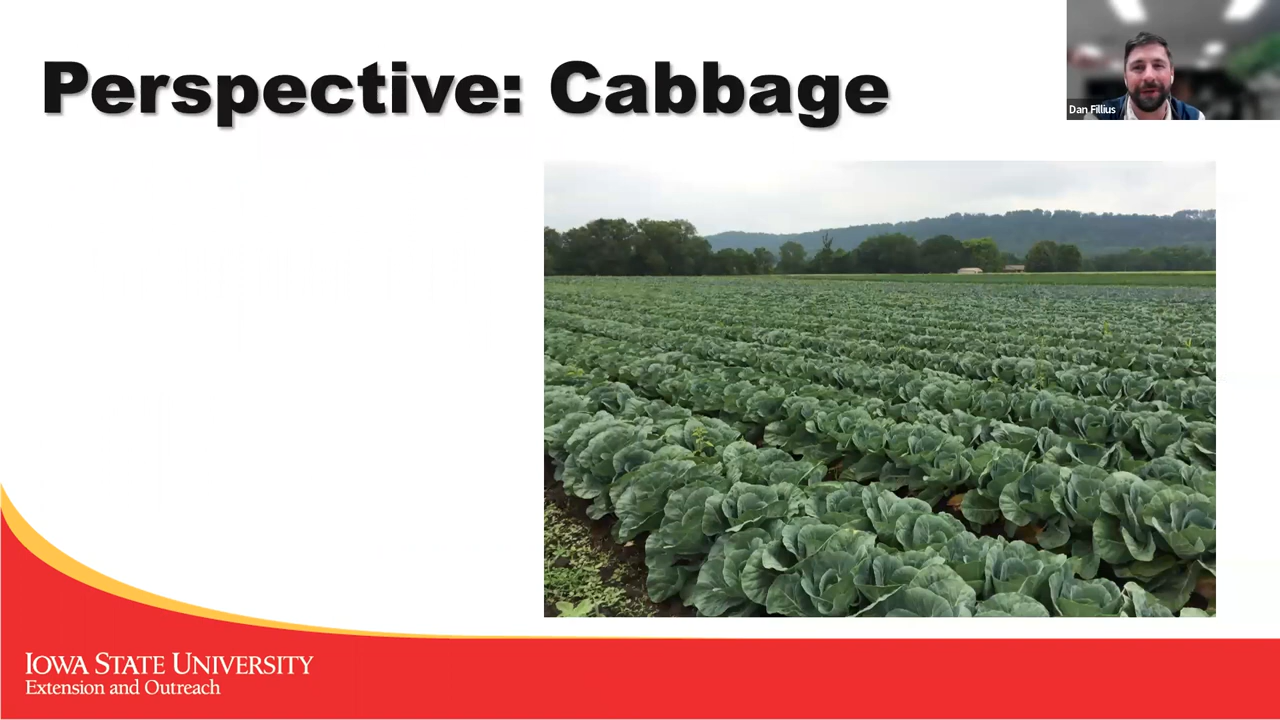 Perspective: Cabbage
Dan Fillius
IOWA STATE UNIVERSITY
Extension and Outreach